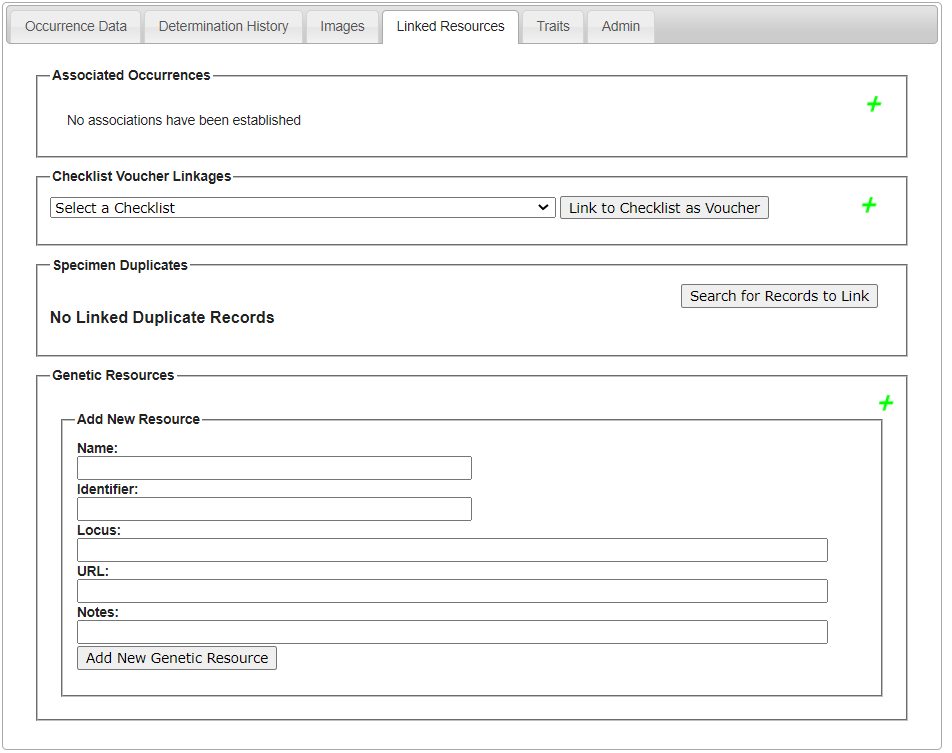 Occurrence Data Determination History Images Linked Resources Traits Admin
Associated Occurrences
No associations have been established
Checklist Voucher Linkages
Select a Checklist Link to Checklist as Voucher
Specimen Duplicates
Search for Records to Link
No Linked Duplicate Records
Genetic Resources
Add New Resource
Name:
Identifier:
Locus:
URL:
Notes:
Add New Genetic Resource